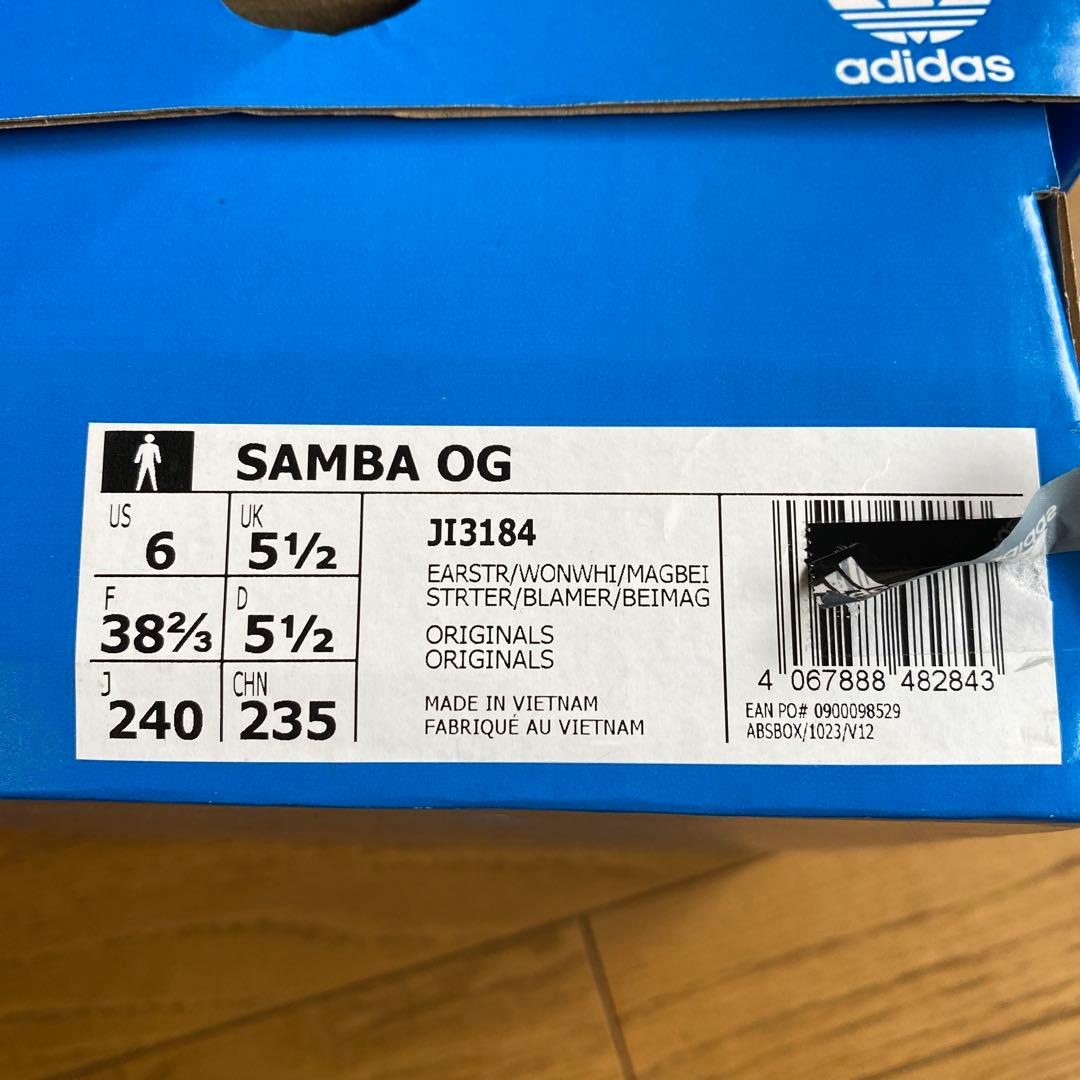 adidas
SAMBA OG
US
6
UK
5½
F
38⅔
D
5½
J
240
CHN
235
JI3184
EARSTR/WONWHI/MAGBEI
STRTER/BLAMER/BEIMAG
ORIGINALS
ORIGINALS
MADE IN VIETNAM
FABRIQUÉ AU VIETNAM
adidas
4 067888 482843
EAN PO# 0900098529
ABSBOX/1023/V12